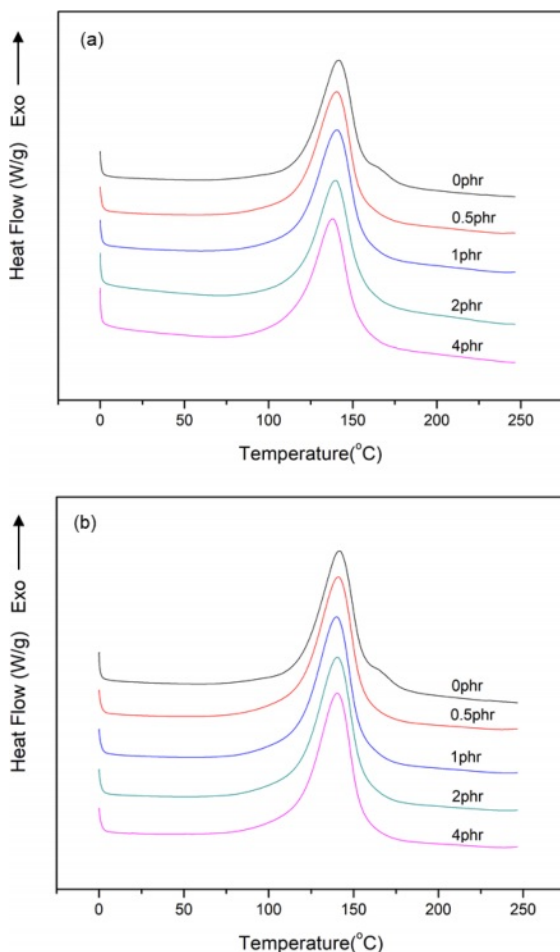 (a)
Heat Flow (W/g) Exo
0phr
0.5phr
1phr
2phr
4phr
0 50 100 150 200 250
Temperature(°C)
(b)
Heat Flow (W/g) Exo
0phr
0.5phr
1phr
2phr
4phr
0 50 100 150 200 250
Temperature(°C)